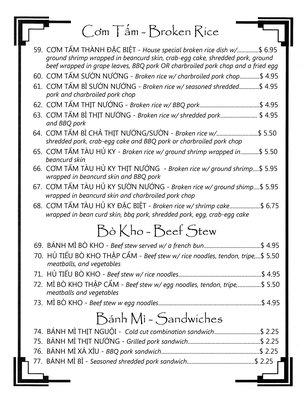 Cơm Tấm - Broken Rice
59. CƠM TẤM THÀNH ĐẶC BIỆT - House special broken rice dish w/..........$ 6.95
ground shrimp wrapped in beancurd skin, crab-egg cake, shredded pork, ground
beef wrapped in grape leaves, BBQ pork OR charbroiled pork chop and a fried egg
60. CƠM TẤM SƯỜN NƯỚNG - Broken rice w/ charbroiled pork chop..........$ 4.95
61. CƠM TẤM BÌ SƯỜN NƯỚNG - Broken rice w/ seasoned shredded.......$ 4.95
pork and charbroiled pork chop
62. CƠM TẤM THỊT NƯỚNG - Broken rice w/ BBQ pork..........$ 4.95
63. CƠM TẤM BÌ THỊT NƯỚNG - Broken rice w/ shredded pork..........$ 4.95
and BBQ pork
64. CƠM TẤM BÌ CHẢ THỊT NƯỚNG/SƯỜN - Broken rice w/..........$ 5.50
shredded pork, crab-egg cake and BBQ pork or charbroiled pork chop
65. CƠM TẤM TÀU HỦ KY - Broken rice w/ ground shrimp wrapped in.......$ 5.50
beancurd skin
66. CƠM TẤM TÀU HỦ KY THỊT NƯỚNG - Broken rice w/ ground shrimp...$ 5.95
wrapped in beancurd skin and BBQ pork
67. CƠM TẤM TÀU HỦ KY SƯỜN NƯỚNG - Broken rice w/ ground shimp...$ 5.95
wrapped in beancurd skin and charbroiled pork chop
68. CƠM TẤM TÀU HỦ KY ĐẶC BIỆT - Broken rice w/ shrimp cake..........$ 6.75
wrapped in bean curd skin, bbq pork, shredded pork, egg, crab-egg cake
Bò Kho - Beef Stew
69. BÁNH MÌ BÒ KHO - Beef stew served w/ a french bun..........$ 4.95
70. HỦ TIẾU BÒ KHO THẬP CẨM - Beef stew w/ rice noodles, tendon, tripe,...$ 5.50
meatballs, and vegetables
71. HỦ TIẾU BÒ KHO - Beef stew w/ rice noodles..........$ 4.95
72. MÌ BÒ KHO THẬP CẨM - Beef stew w/ egg noodles, tendon, tripe,.......$ 5.50
meatballs and vegetables
73. MÌ BÒ KHO - Beef stew w egg noodles..........$ 4.95
Bánh Mì - Sandwiches
74. BÁNH MÌ THỊT NGUỘI - Cold cut combination sandwich..........$ 2.25
75. BÁNH MÌ THỊT NƯỚNG - Grilled pork sandwich..........$ 2.25
76. BÁNH MÌ XÁ XÍU - BBQ pork sandwich..........$ 2.25
77. BÁNH MÌ BÌ - Seasoned shredded pork sandwich..........$ 2.25